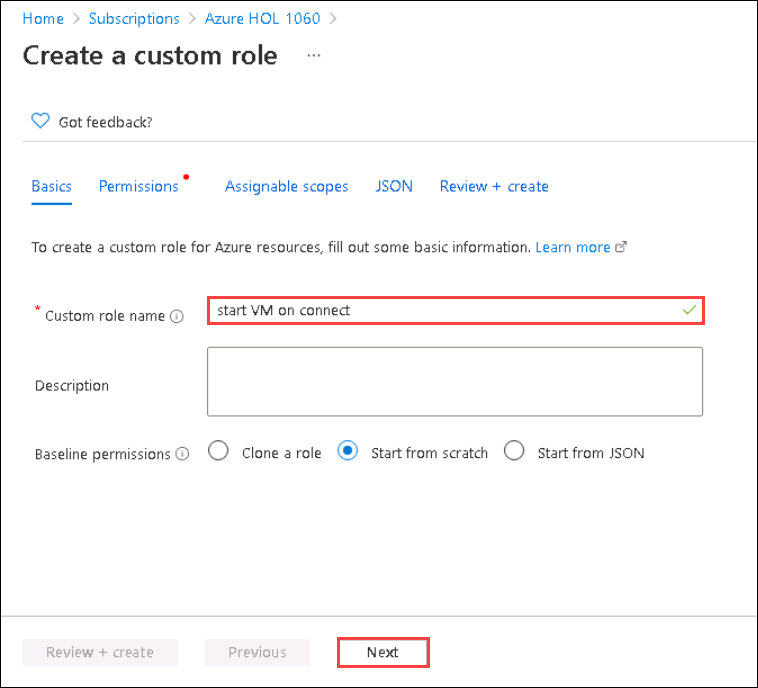 Home > Subscriptions > Azure HOL 1060 >
Create a custom role ...
Got feedback?
Basics Permissions Assignable scopes JSON Review + create
To create a custom role for Azure resources, fill out some basic information. Learn more
* Custom role name start VM on connect
Description
Baseline permissions Clone a role Start from scratch Start from JSON
Review + create Previous Next